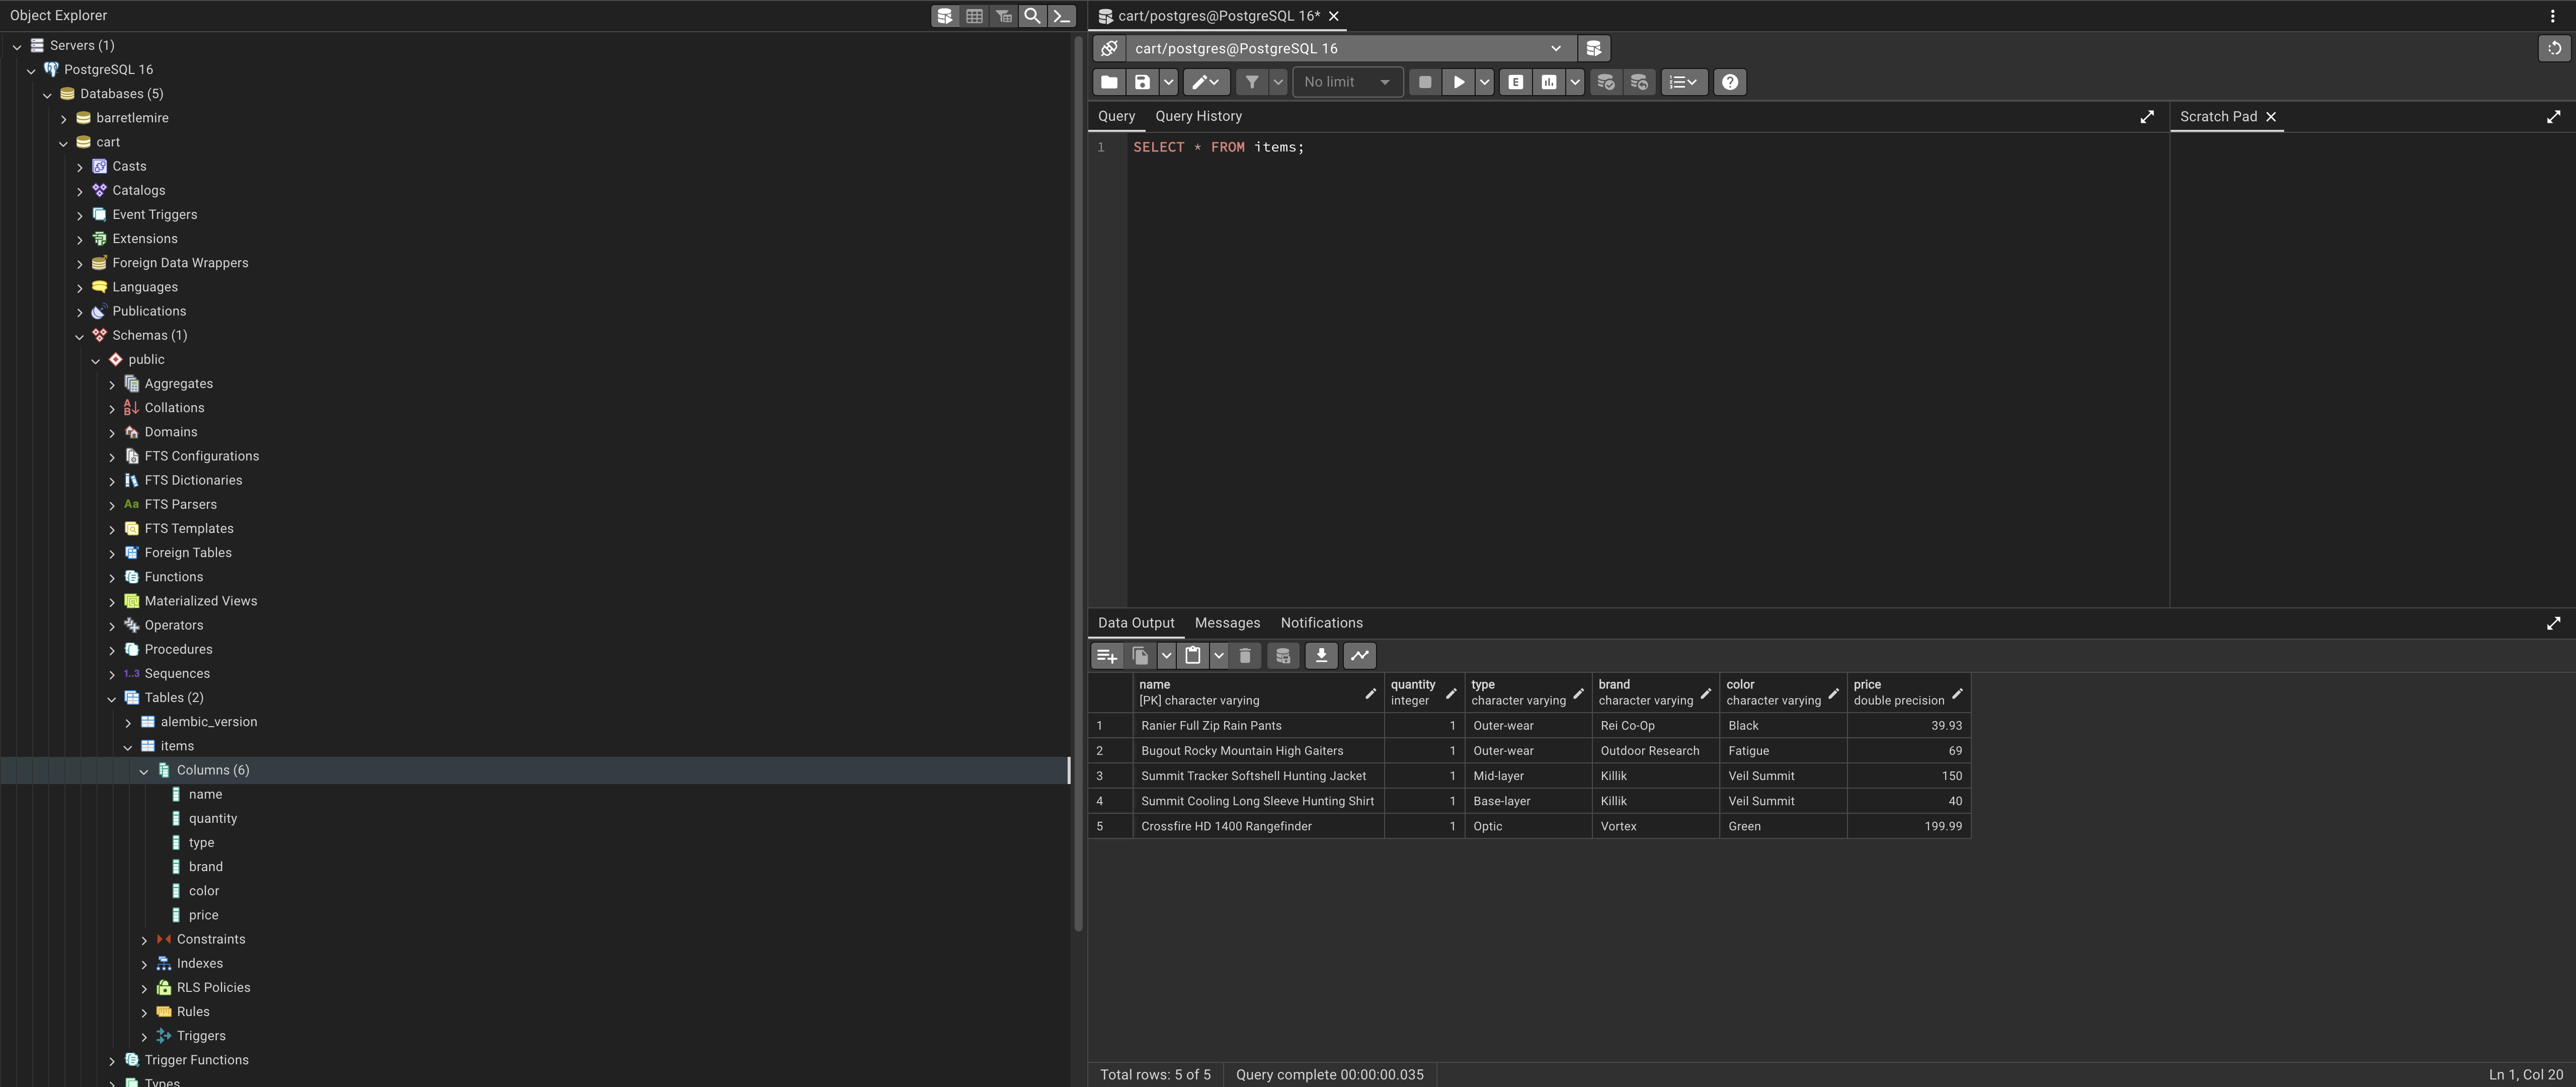 Object Explorer
Servers (1)
PostgreSQL 16
Databases (5)
barretlemire
cart
Casts
Catalogs
Event Triggers
Extensions
Foreign Data Wrappers
Languages
Publications
Schemas (1)
public
Aggregates
Collations
Domains
FTS Configurations
FTS Dictionaries
Aa FTS Parsers
FTS Templates
Foreign Tables
Functions
Materialized Views
Operators
Procedures
1..3 Sequences
Tables (2)
alembic_version
items
Columns (6)
name
quantity
type
brand
color
price
Constraints
Indexes
RLS Policies
Rules
Triggers
Trigger Functions
Types
cart/postgres@PostgreSQL 16*
cart/postgres@PostgreSQL 16
No limit
E
Query Query History
Scratch Pad
1 SELECT * FROM items;
Data Output Messages Notifications
name quantity type brand color price
[PK] character varying integer character varying character varying character varying double precision
1 Ranier Full Zip Rain Pants 1 Outer-wear Rei Co-Op Black 39.93
2 Bugout Rocky Mountain High Gaiters 1 Outer-wear Outdoor Research Fatigue 69
3 Summit Tracker Softshell Hunting Jacket 1 Mid-layer Killik Veil Summit 150
4 Summit Cooling Long Sleeve Hunting Shirt 1 Base-layer Killik Veil Summit 40
5 Crossfire HD 1400 Rangefinder 1 Optic Vortex Green 199.99
Total rows: 5 of 5 Query complete 00:00:00.035 Ln 1, Col 20